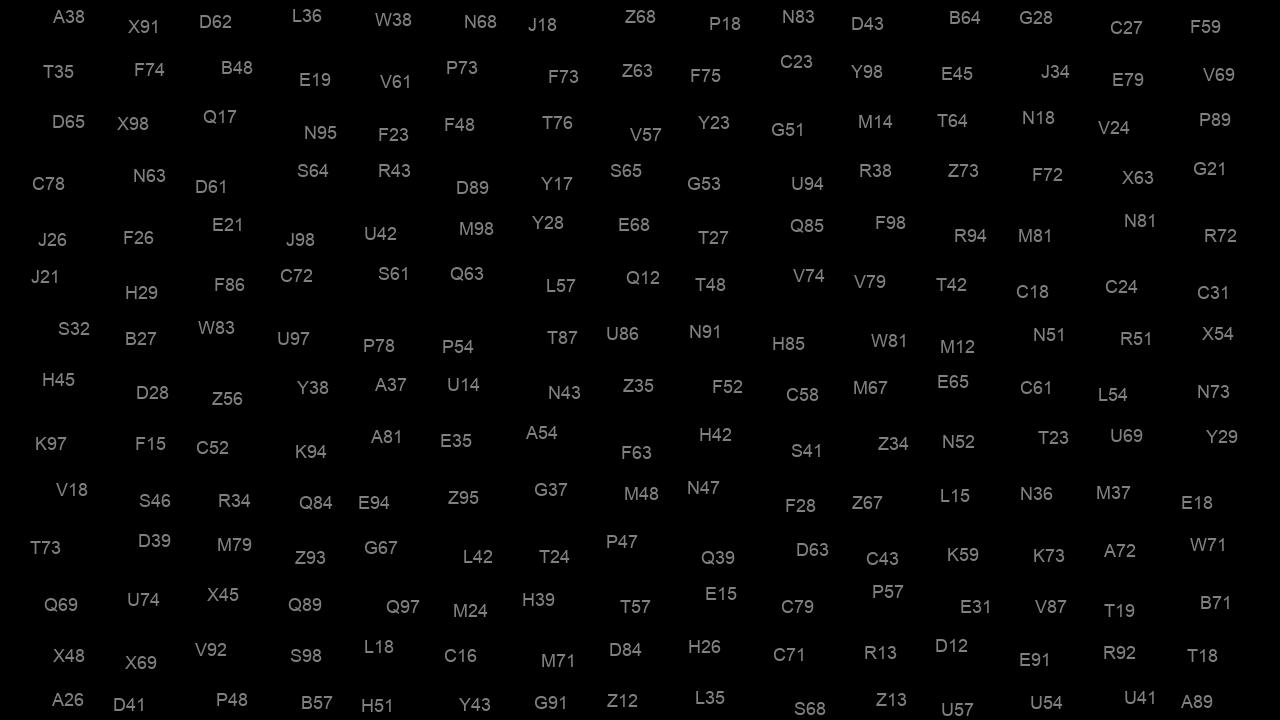 A38 X91 D62 L36 W38 N68 J18 Z68 P18 N83 D43 B64 G28 C27 F59
T35 F74 B48 E19 V61 P73 F73 Z63 F75 C23 Y98 E45 J34 E79 V69
D65 X98 Q17 N95 F23 F48 T76 V57 Y23 G51 M14 T64 N18 V24 P89
C78 N63 D61 S64 R43 D89 Y17 S65 G53 U94 R38 Z73 F72 X63 G21
J26 F26 E21 J98 U42 M98 Y28 E68 T27 Q85 F98 R94 M81 N81 R72
J21 H29 F86 C72 S61 Q63 L57 Q12 T48 V74 V79 T42 C18 C24 C31
S32 B27 W83 U97 P78 P54 T87 U86 N91 H85 W81 M12 N51 R51 X54
H45 D28 Z56 Y38 A37 U14 N43 Z35 F52 C58 M67 E65 C61 L54 N73
K97 F15 C52 K94 A81 E35 A54 F63 H42 S41 Z34 N52 T23 U69 Y29
V18 S46 R34 Q84 E94 Z95 G37 M48 N47 F28 Z67 L15 N36 M37 E18
T73 D39 M79 Z93 G67 L42 T24 P47 Q39 D63 C43 K59 K73 A72 W71
Q69 U74 X45 Q89 Q97 M24 H39 T57 E15 C79 P57 E31 V87 T19 B71
X48 X69 V92 S98 L18 C16 M71 D84 H26 C71 R13 D12 E91 R92 T18
A26 D41 P48 B57 H51 Y43 G91 Z12 L35 S68 Z13 U57 U54 U41 A89